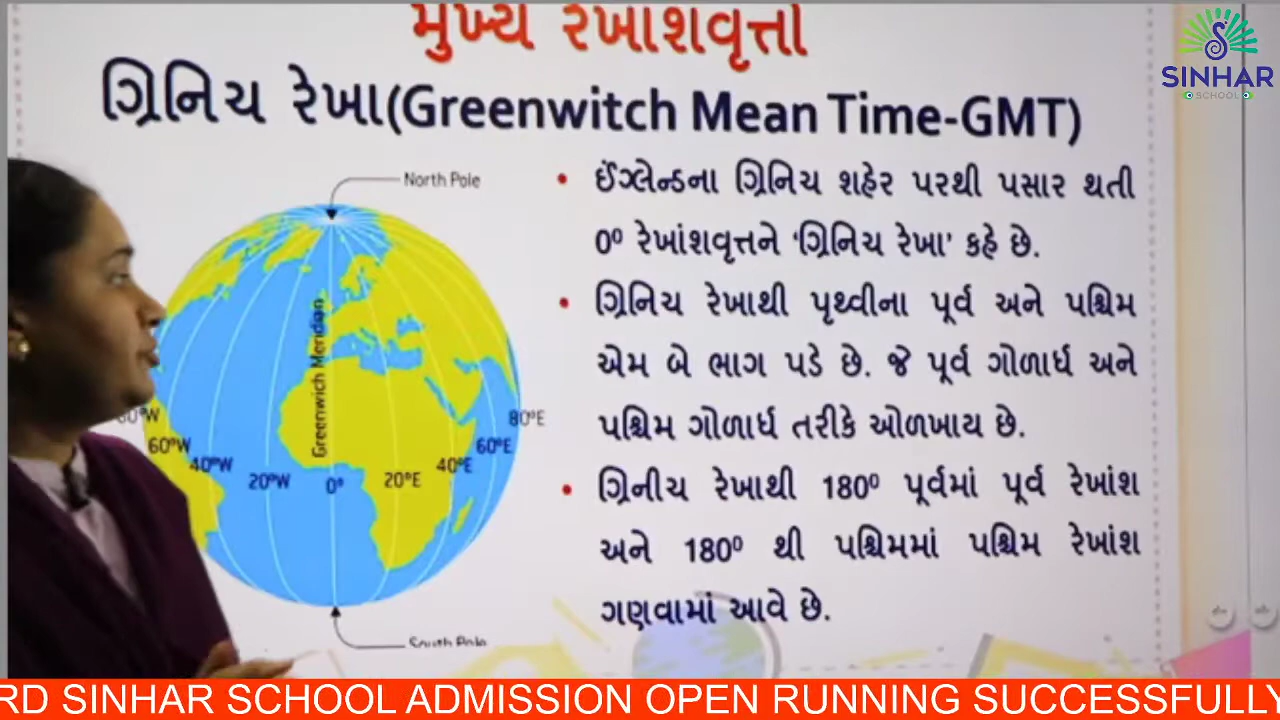 મુખ્ય રેખાંશવૃત્તો
SINHAR
SCHOOL
ગ્રિનિચ રેખા(Greenwitch Mean Time-GMT)
North Pole
Greenwich Meridian
80°E
60°W
60°E
40°W
40°E
20°W
0°
20°E
South Pole
• ઈંગ્લેન્ડના ગ્રિનિચ શહેર પરથી પસાર થતી
0⁰ રેખાંશવૃત્તને ‘ગ્રિનિચ રેખા’ કહે છે.
• ગ્રિનિચ રેખાથી પૃથ્વીના પૂર્વ અને પશ્ચિમ
એમ બે ભાગ પડે છે. જે પૂર્વ ગોળાર્ધ અને
પશ્ચિમ ગોળાર્ધ તરીકે ઓળખાય છે.
• ગ્રિનીચ રેખાથી 180⁰ પૂર્વમાં પૂર્વ રેખાંશ
અને 180⁰ થી પશ્ચિમમાં પશ્ચિમ રેખાંશ
ગણવામાં આવે છે.
RD SINHAR SCHOOL ADMISSION OPEN RUNNING SUCCESSFULLY